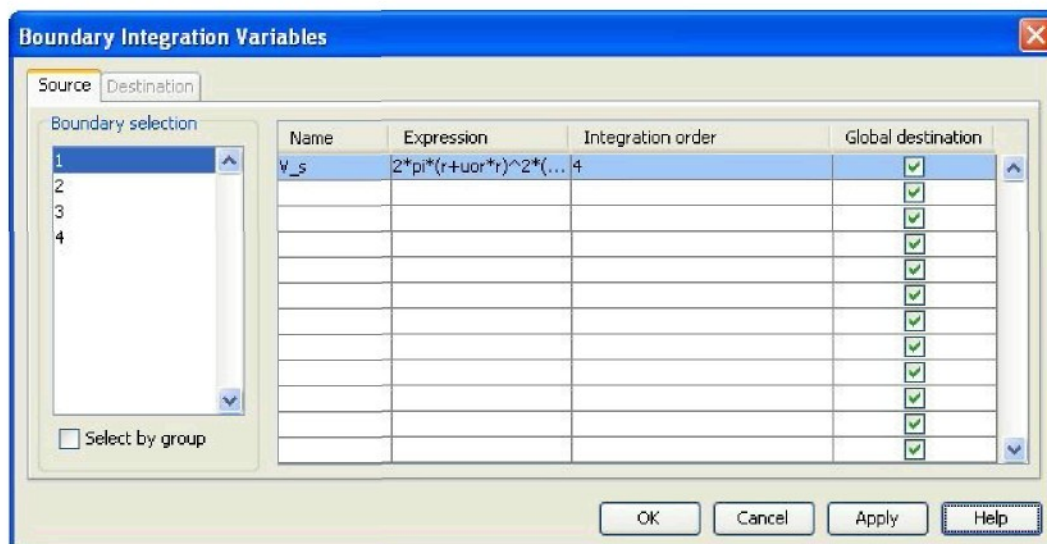 Boundary Integration Variables
Source Destination
Boundary selection
1
2
3
4
Select by group
Name Expression Integration order Global destination
V_s 2*pi*(r+uor*r)^2*(... 4
OK Cancel Apply Help